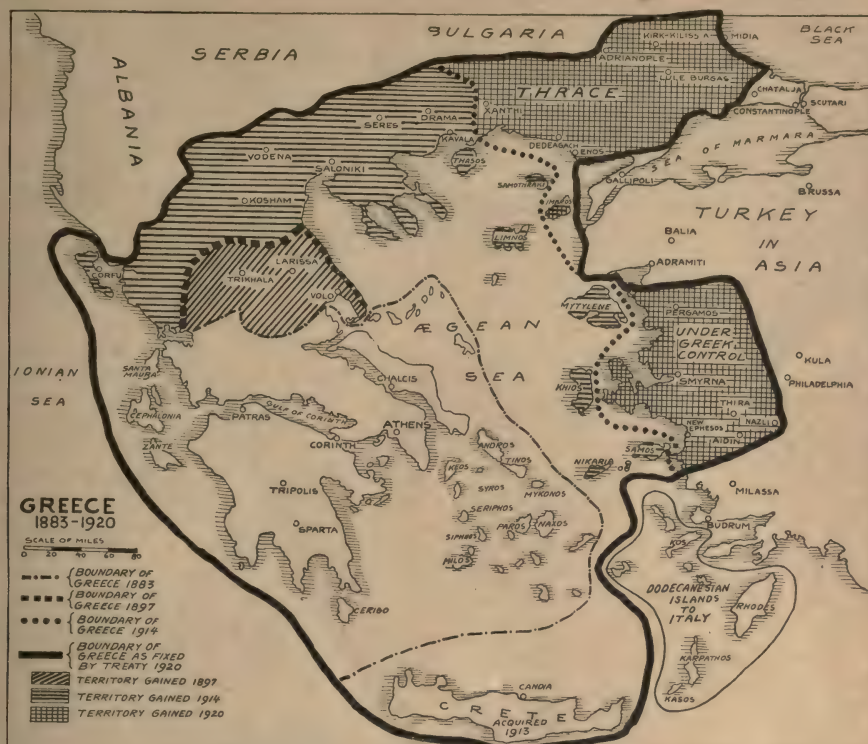 BULGARIA
BLACK
SEA
SERBIA
ALBANIA
KIRK-KILISSA
MIDIA
ADRIANOPLE
LULE BURGAS
THRACE
CHATALJA
CONSTANTINOPLE
SCUTARI
XANTHI
DRAMA
SERES
KAVALA
THASOS
DEDEAGACH
ENOS
SEA OF MARMARA
VODENA
SALONIKI
SAMOTHRAKI
GALLIPOLI
IMBROS
BRUSSA
KOSHAM
LIMNOS
TURKEY
IN
ASIA
BALIA
ADRAMITI
CORFU
LARISSA
TRIKHALA
VOLO
MYTYLENE
PERGAMOS
ÆGEAN
SEA
UNDER
GREEK
CONTROL
KULA
PHILADELPHIA
IONIAN
SEA
SANTA
MAURA
CHALCIS
KHIOS
SMYRNA
THIRA
CEPHALONIA
GULF OF CORINTH
PATRAS
NEW
EPHESOS
NAZLI
AIDIN
ZANTE
CORINTH
ATHENS
ANDROS
TINOS
SAMOS
NIKARIA
KEOS
SYROS
MYKONOS
MILASSA
TRIPOLIS
SERIPHOS
PAROS
NAXOS
BUDRUM
SPARTA
SIPHNOS
MILOS
KOS
DODECANESIAN
ISLANDS
TO
ITALY
RHODES
CERIGO
KARPATHOS
KASOS
CANDIA
CRETE
ACQUIRED
1913
GREECE
1883-1920
SCALE OF MILES
0 20 40 60 80
BOUNDARY OF
GREECE 1883
BOUNDARY OF
GREECE 1897
BOUNDARY OF
GREECE 1914
BOUNDARY OF
GREECE AS FIXED
BY TREATY 1920
TERRITORY GAINED 1897
TERRITORY GAINED 1914
TERRITORY GAINED 1920